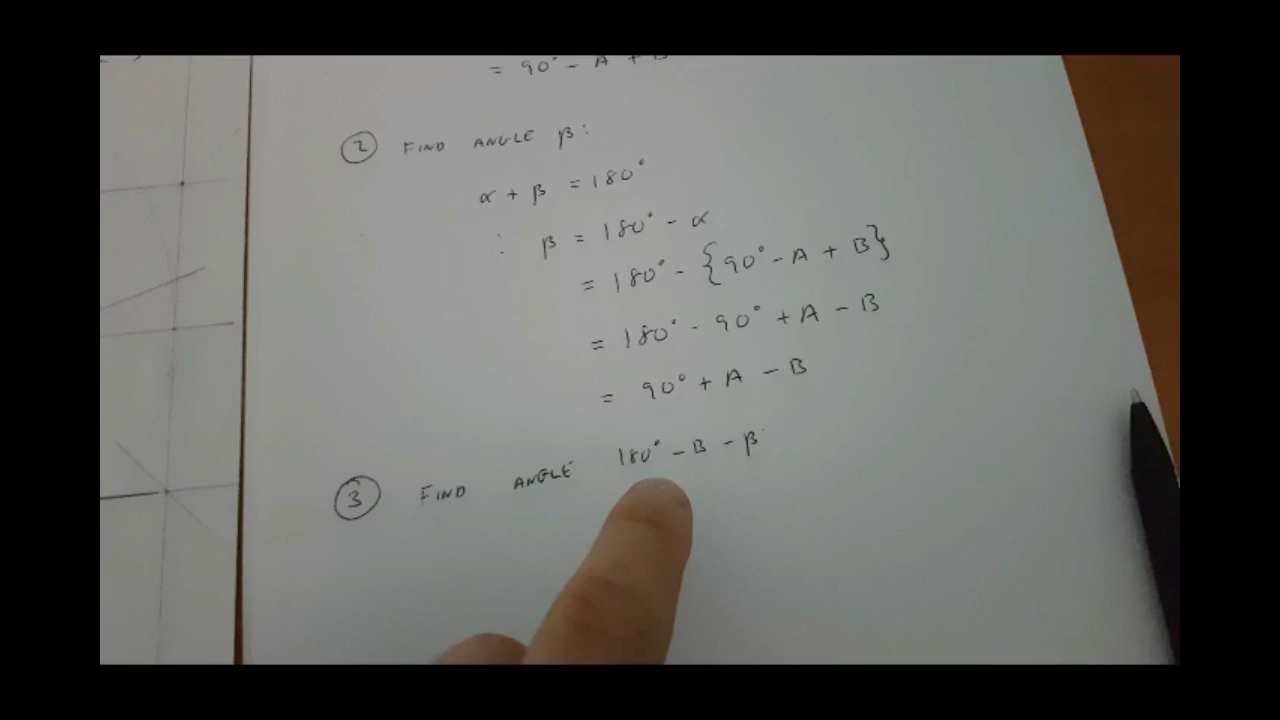 = 90° - A + B
② FIND ANGLE β:
α + β = 180°
∴ β = 180° - α
= 180° - {90° - A + B}
= 180° - 90° + A - B
= 90° + A - B
③ FIND ANGLE 180° - B - β